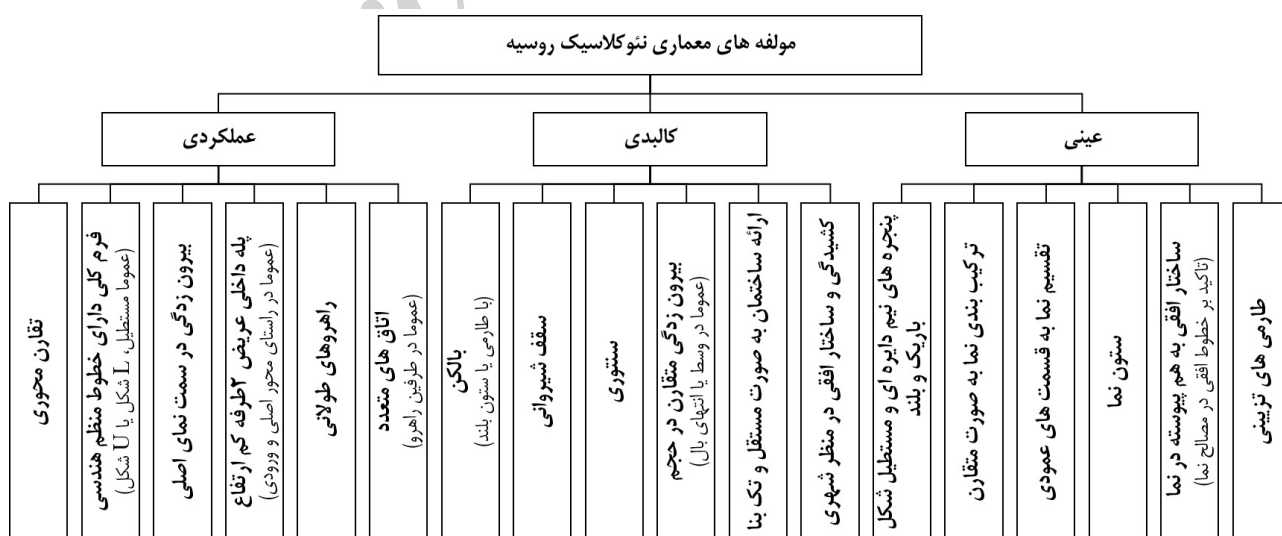 مولفه های معماری نئوکلاسیک روسیه
عینی
کالبدی
عملکردی
طارمی های تزیینی
ساختار افقی به هم پیوسته در نما
(تاکید بر خطوط افقی در مصالح نما)
ستون نما
تقسیم نما به قسمت های عمودی
ترکیب بندی نما به صورت متقارن
پنجره های نیم دایره ای و مستطیل شکل
باریک و بلند
کشیدگی و ساختار افقی در منظر شهری
ارائه ساختمان به صورت مستقل و تک بنا
بیرون زدگی متقارن در حجم
(عموما در وسط یا انتهای بال)
سنتوری
سقف شیروانی
بالکن
(با طارمی یا ستون بلند)
اتاق های متعدد
(عموما در طرفین راهرو)
راهروهای طولانی
پله داخلی عریض ۲طرفه کم ارتفاع
(عموما در راستای محور اصلی و ورودی)
بیرون زدگی در سمت نمای اصلی
فرم کلی دارای خطوط منظم هندسی
(عموما مستطیل، L شکل یا U شکل)
تقارن محوری